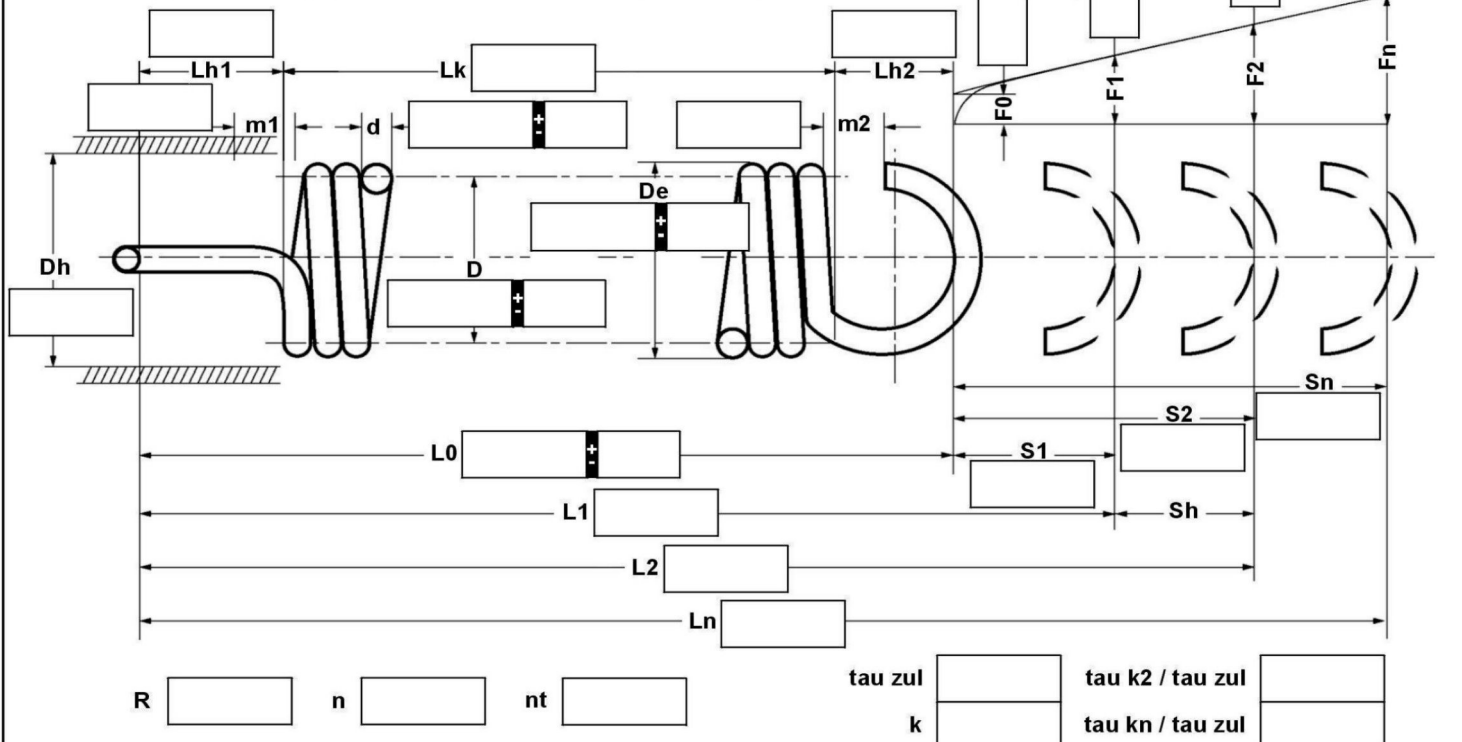 Lh1
Lk
Lh2
F0
F1
F2
Fn
m1
d
+
-
m2
De
+
-
Dh
D
+
-
Sn
S2
L0
+
-
S1
L1
Sh
L2
Ln
tau zul
tau k2 / tau zul
R
n
nt
k
tau kn / tau zul